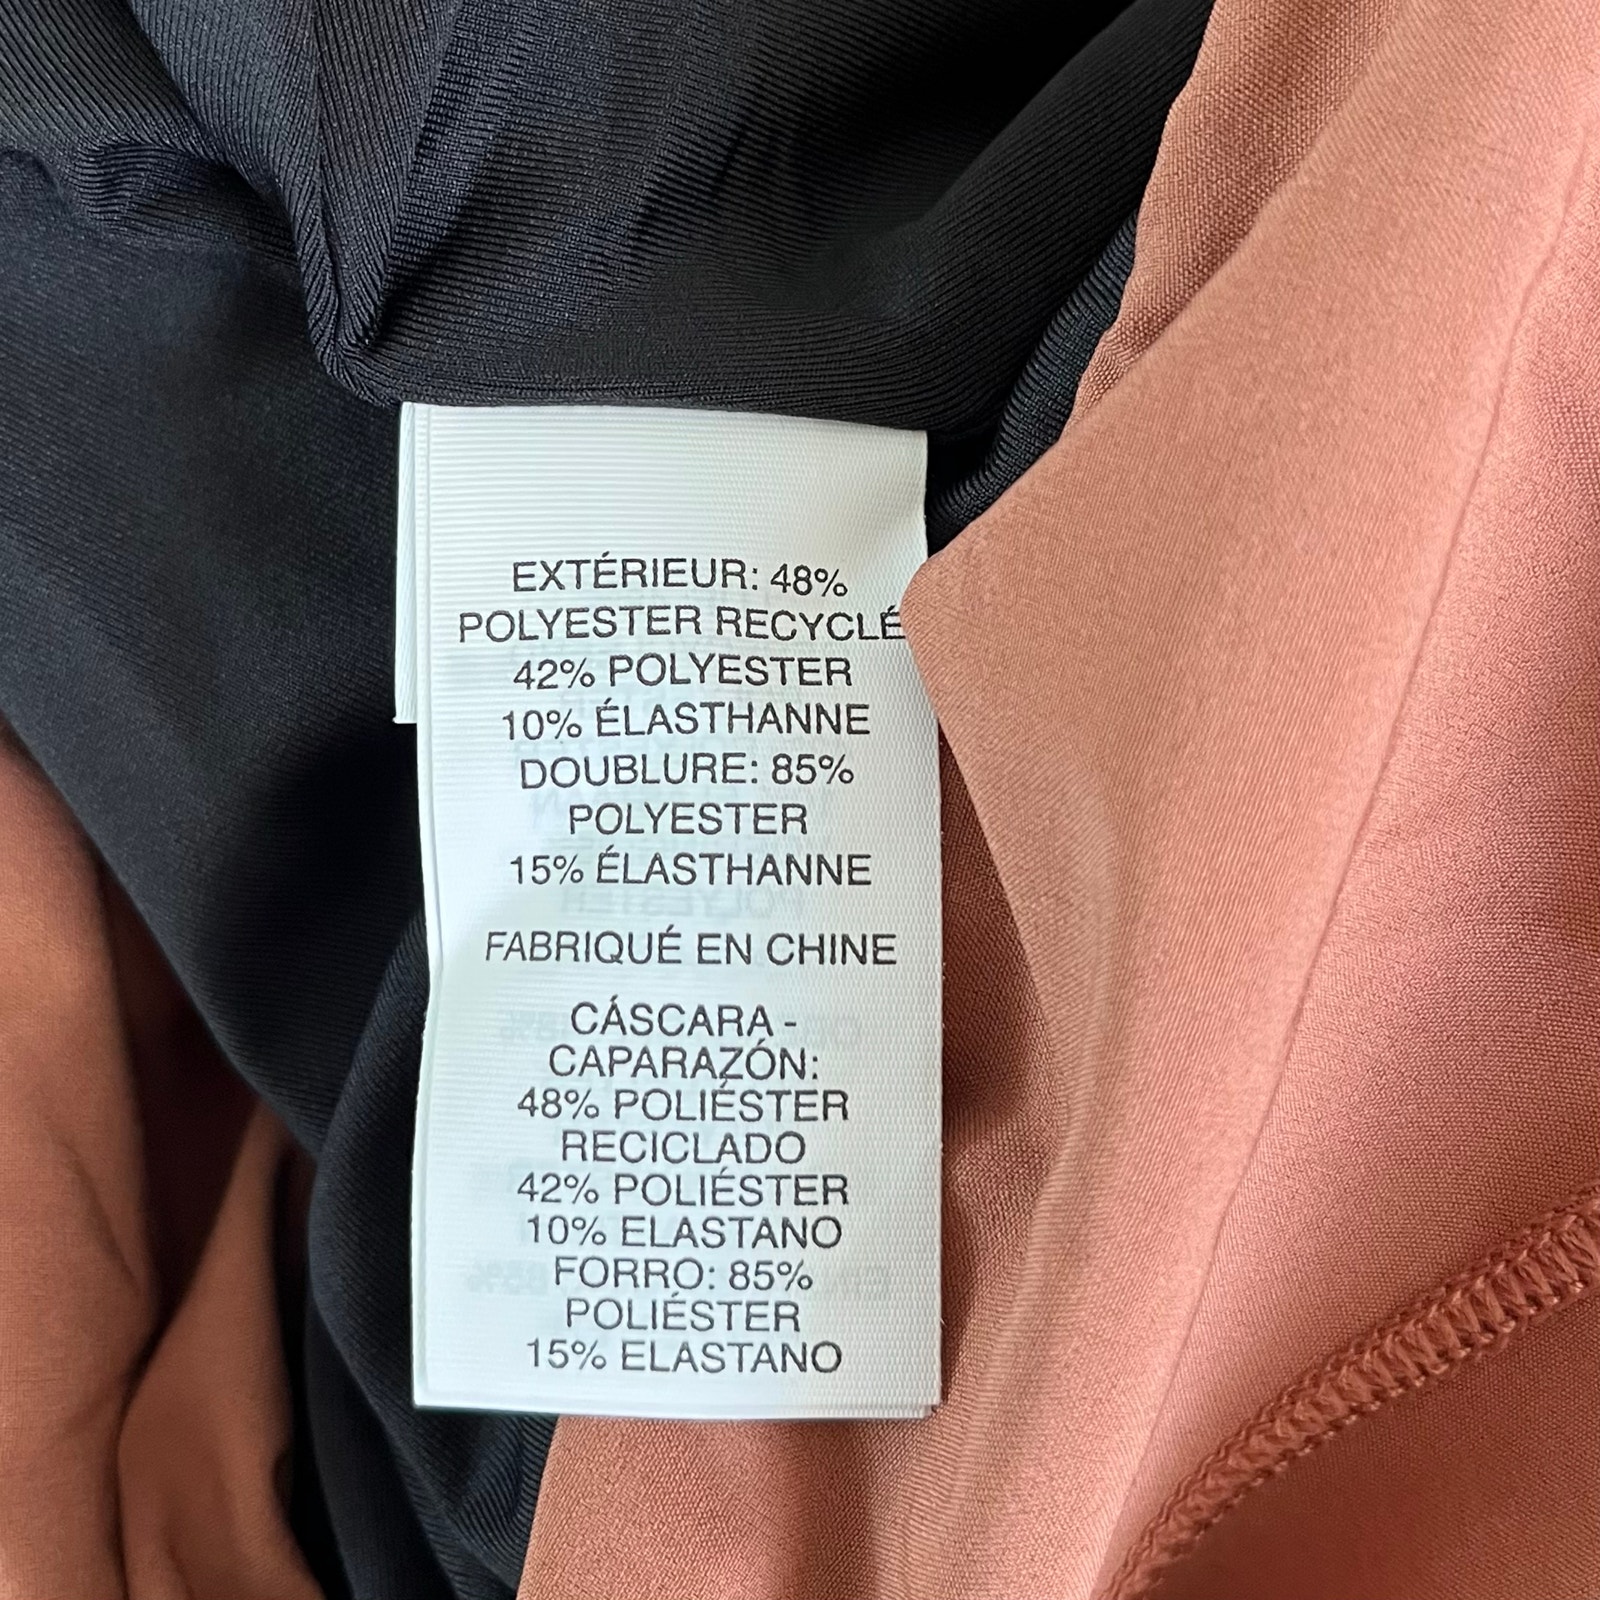 EXTÉRIEUR: 48%
POLYESTER RECYCLÉ
42% POLYESTER
10% ÉLASTHANNE
DOUBLURE: 85%
POLYESTER
15% ÉLASTHANNE
FABRIQUÉ EN CHINE
CÁSCARA -
CAPARAZÓN:
48% POLIÉSTER
RECICLADO
42% POLIÉSTER
10% ELASTANO
FORRO: 85%
POLIÉSTER
15% ELASTANO